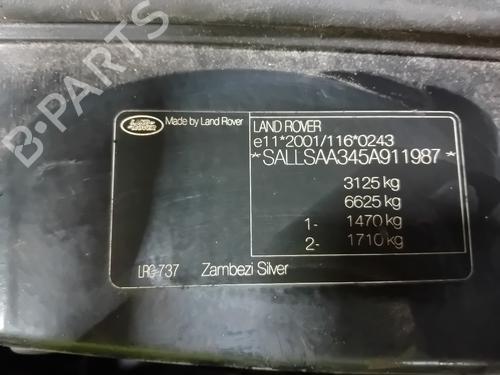 B-PARTS
LAND ROVER
Made by Land Rover
LAND ROVER
e11*2001/116*0243
*SALLSAA345A911987*
3125 kg
6625 kg
1- 1470 kg
2- 1710 kg
LRC-737 Zambezi Silver